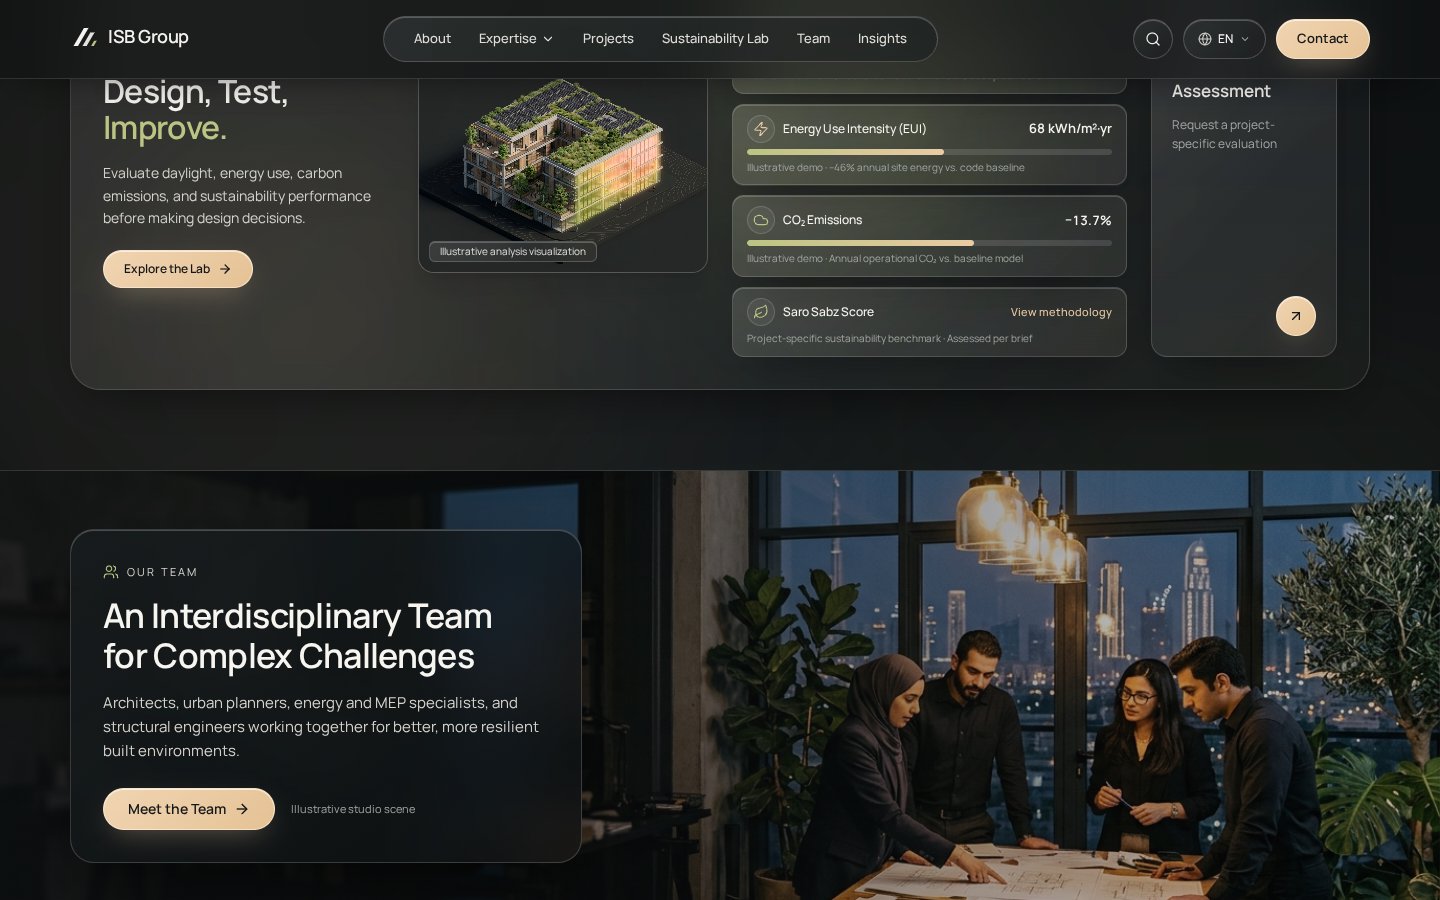 ISB Group
About
Expertise
Projects
Sustainability Lab
Team
Insights
EN
Contact
Design, Test,
Improve.
Evaluate daylight, energy use, carbon
emissions, and sustainability performance
before making design decisions.
Explore the Lab
Illustrative analysis visualization
Energy Use Intensity (EUI)
68 kWh/m²·yr
Illustrative demo · −46% annual site energy vs. code baseline
CO₂ Emissions
−13.7%
Illustrative demo · Annual operational CO₂ vs. baseline model
Saro Sabz Score
View methodology
Project-specific sustainability benchmark · Assessed per brief
Assessment
Request a project-
specific evaluation
OUR TEAM
An Interdisciplinary Team
for Complex Challenges
Architects, urban planners, energy and MEP specialists, and
structural engineers working together for better, more resilient
built environments.
Meet the Team
Illustrative studio scene